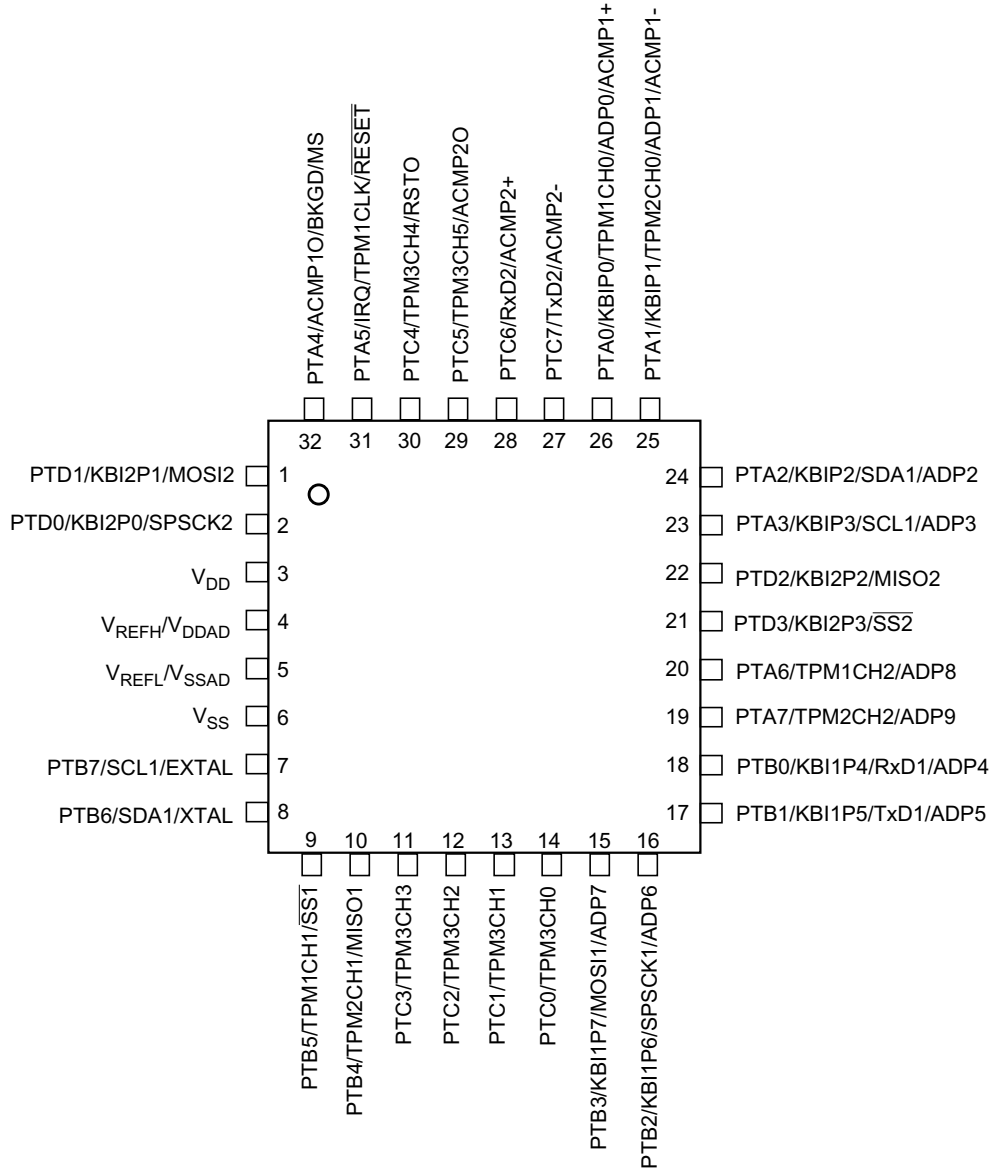 PTA4/ACMP1O/BKGD/MS
PTA5/IRQ/TPM1CLK/RESET
PTC4/TPM3CH4/RSTO
PTC5/TPM3CH5/ACMP2O
PTC6/RxD2/ACMP2+
PTC7/TxD2/ACMP2-
PTA0/KBIP0/TPM1CH0/ADP0/ACMP1+
PTA1/KBIP1/TPM2CH0/ADP1/ACMP1-
32 31 30 29 28 27 26 25
PTD1/KBI2P1/MOSI2 1
PTD0/KBI2P0/SPSCK2 2
VDD 3
VREFH/VDDAD 4
VREFL/VSSAD 5
VSS 6
PTB7/SCL1/EXTAL 7
PTB6/SDA1/XTAL 8
24 PTA2/KBIP2/SDA1/ADP2
23 PTA3/KBIP3/SCL1/ADP3
22 PTD2/KBI2P2/MISO2
21 PTD3/KBI2P3/SS2
20 PTA6/TPM1CH2/ADP8
19 PTA7/TPM2CH2/ADP9
18 PTB0/KBI1P4/RxD1/ADP4
17 PTB1/KBI1P5/TxD1/ADP5
9 10 11 12 13 14 15 16
PTB5/TPM1CH1/SS1
PTB4/TPM2CH1/MISO1
PTC3/TPM3CH3
PTC2/TPM3CH2
PTC1/TPM3CH1
PTC0/TPM3CH0
PTB3/KBI1P7/MOSI1/ADP7
PTB2/KBI1P6/SPSCK1/ADP6